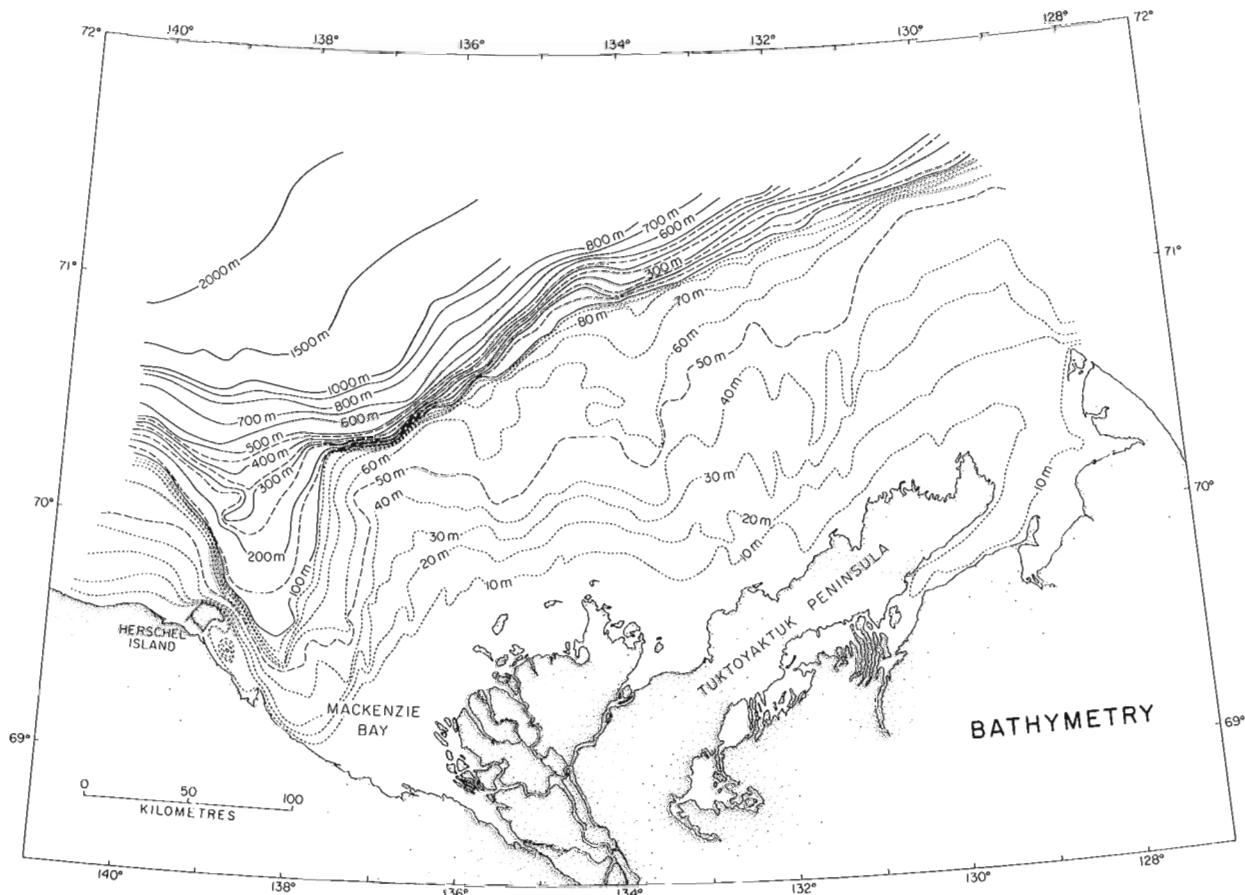 72°
140°
138°
136°
134°
132°
130°
128°
72°
71°
71°
2000 m
1500 m
1000 m
800 m
700 m
600 m
500 m
400 m
300 m
200 m
100 m
800 m
700 m
600 m
300 m
80 m
70 m
60 m
50 m
40 m
30 m
20 m
10 m
60 m
50 m
40 m
30 m
20 m
10 m
10 m
70°
70°
HERSCHEL
ISLAND
MACKENZIE
BAY
TUKTOYAKTUK PENINSULA
BATHYMETRY
69°
69°
0 50 100
KILOMETRES
140°
138°
136°
134°
132°
130°
128°